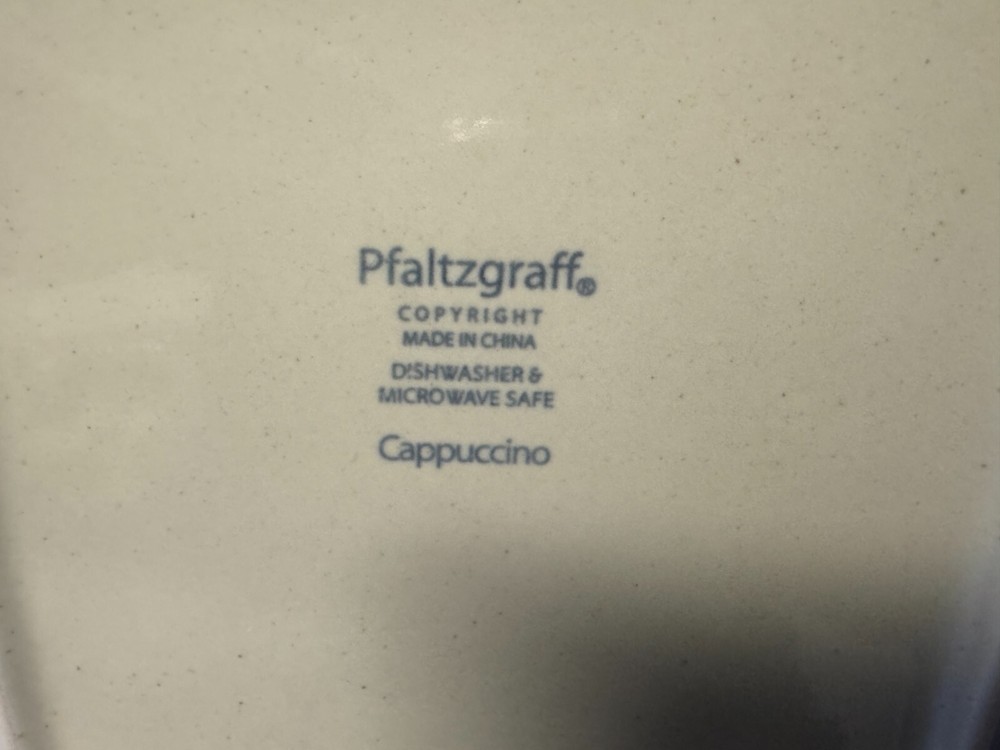 Pfaltzgraff®
COPYRIGHT
MADE IN CHINA
DISHWASHER &
MICROWAVE SAFE
Cappuccino